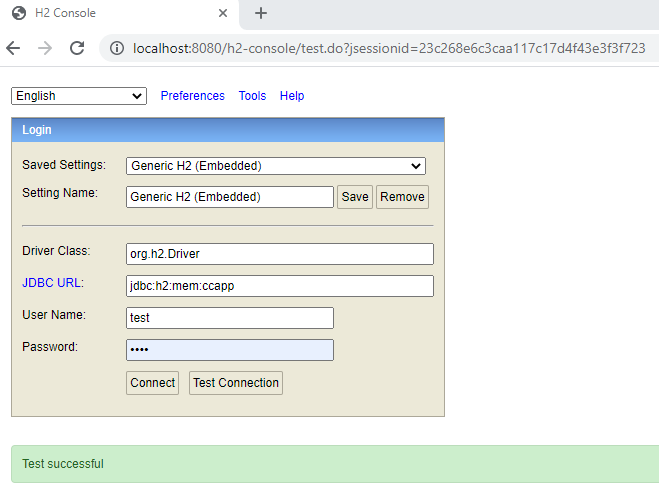 H2 Console
localhost:8080/h2-console/test.do?jsessionid=23c268e6c3caa117c17d4f43e3f3f723
English Preferences Tools Help
Login
Saved Settings: Generic H2 (Embedded)
Setting Name: Generic H2 (Embedded) Save Remove
Driver Class: org.h2.Driver
JDBC URL: jdbc:h2:mem:ccapp
User Name: test
Password: ••••
Connect Test Connection
Test successful